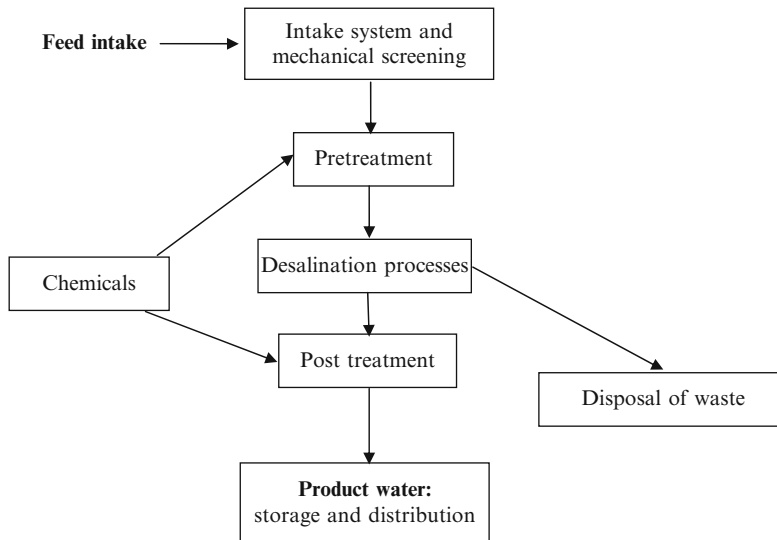 Feed intake
Intake system and
mechanical screening
Pretreatment
Desalination processes
Chemicals
Post treatment
Disposal of waste
Product water:
storage and distribution